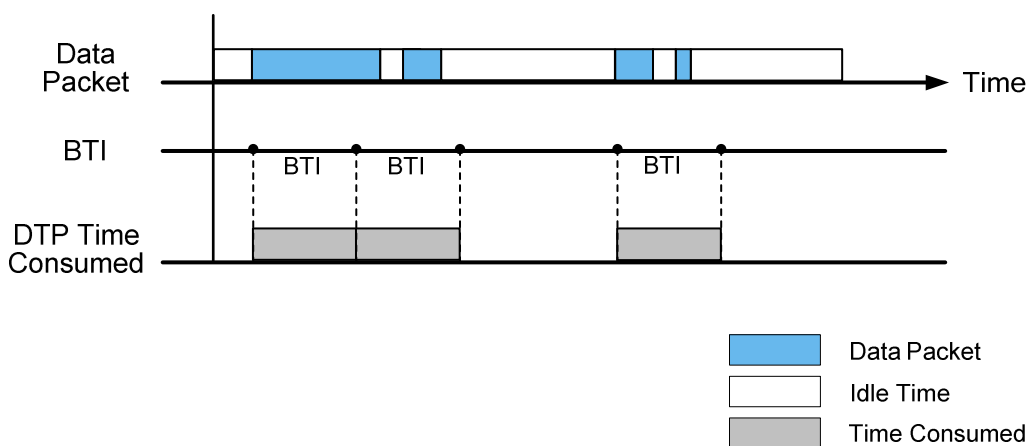 Data
Packet
Time
BTI
BTI
BTI
BTI
DTP Time
Consumed
Data Packet
Idle Time
Time Consumed